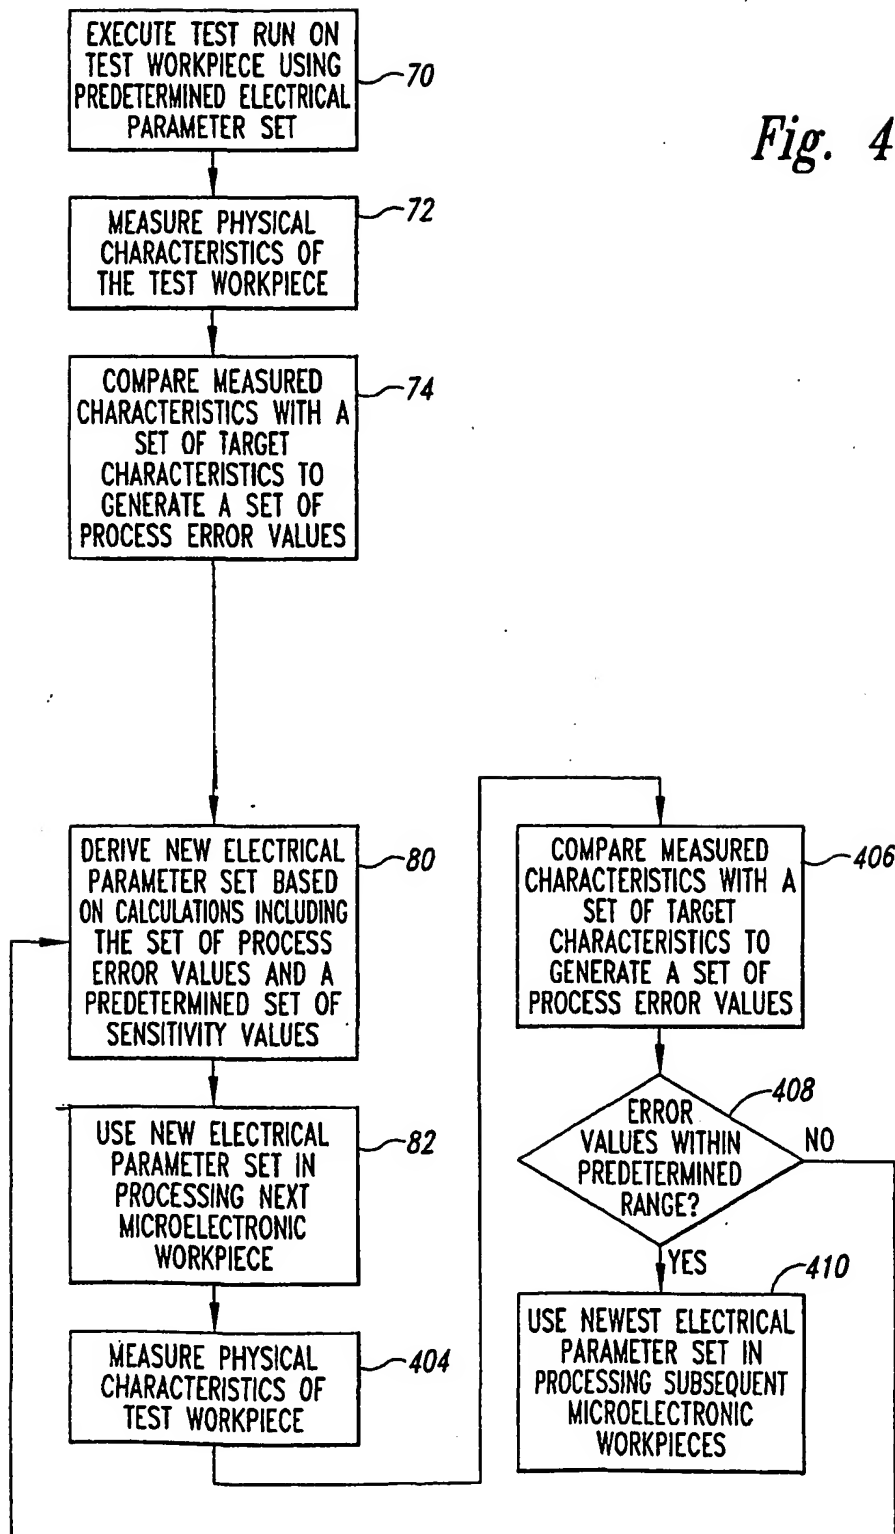 EXECUTE TEST RUN ON
TEST WORKPIECE USING
PREDETERMINED ELECTRICAL
PARAMETER SET
70
Fig. 4
MEASURE PHYSICAL
CHARACTERISTICS OF
THE TEST WORKPIECE
72
COMPARE MEASURED
CHARACTERISTICS WITH A
SET OF TARGET
CHARACTERISTICS TO
GENERATE A SET OF
PROCESS ERROR VALUES
74
DERIVE NEW ELECTRICAL
PARAMETER SET BASED
ON CALCULATIONS INCLUDING
THE SET OF PROCESS
ERROR VALUES AND A
PREDETERMINED SET OF
SENSITIVITY VALUES
80
USE NEW ELECTRICAL
PARAMETER SET IN
PROCESSING NEXT
MICROELECTRONIC
WORKPIECE
82
MEASURE PHYSICAL
CHARACTERISTICS OF
TEST WORKPIECE
404
COMPARE MEASURED
CHARACTERISTICS WITH A
SET OF TARGET
CHARACTERISTICS TO
GENERATE A SET OF
PROCESS ERROR VALUES
406
ERROR
VALUES WITHIN
PREDETERMINED
RANGE?
408
NO
YES
USE NEWEST ELECTRICAL
PARAMETER SET IN
PROCESSING SUBSEQUENT
MICROELECTRONIC
WORKPIECES
410